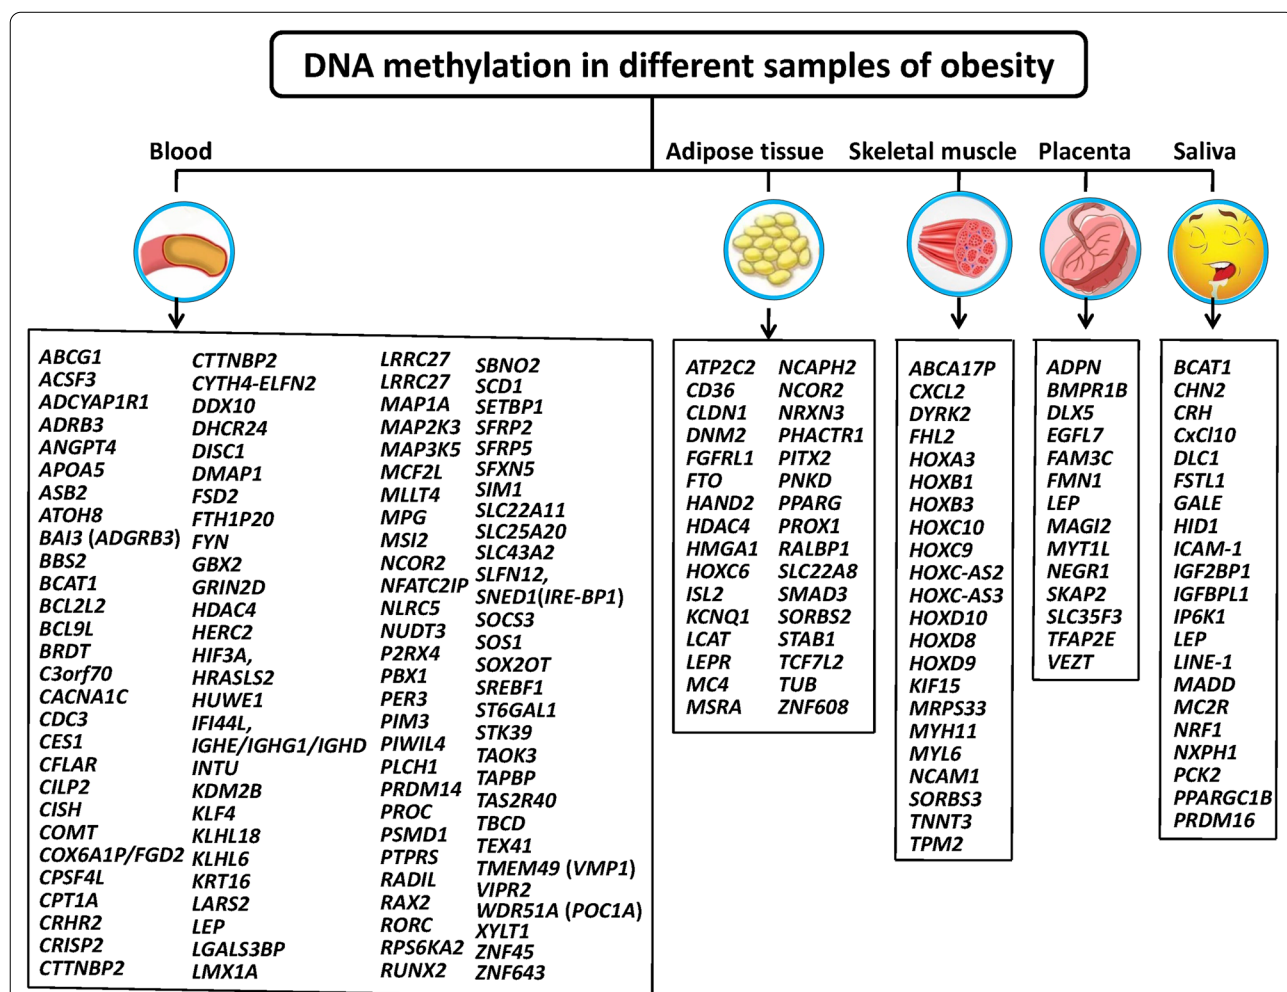 DNA methylation in different samples of obesity
Blood
Adipose tissue
Skeletal muscle
Placenta
Saliva
ABCG1
ACSF3
ADCYAP1R1
ADRB3
ANGPT4
APOA5
ASB2
ATOH8
BAI3 (ADGRB3)
BBS2
BCAT1
BCL2L2
BCL9L
BRDT
C3orf70
CACNA1C
CDC3
CES1
CFLAR
CILP2
CISH
COMT
COX6A1P/FGD2
CPSF4L
CPT1A
CRHR2
CRISP2
CTTNBP2
CTTNBP2
CYTH4-ELFN2
DDX10
DHCR24
DISC1
DMAP1
FSD2
FTH1P20
FYN
GBX2
GRIN2D
HDAC4
HERC2
HIF3A,
HRASLS2
HUWE1
IFI44L,
IGHE/IGHG1/IGHD
INTU
KDM2B
KLF4
KLHL18
KLHL6
KRT16
LARS2
LEP
LGALS3BP
LMX1A
LRRC27
LRRC27
MAP1A
MAP2K3
MAP3K5
MCF2L
MLLT4
MPG
MSI2
NCOR2
NFATC2IP
NLRC5
NUDT3
P2RX4
PBX1
PER3
PIM3
PIWIL4
PLCH1
PRDM14
PROC
PSMD1
PTPRS
RADIL
RAX2
RORC
RPS6KA2
RUNX2
SBNO2
SCD1
SETBP1
SFRP2
SFRP5
SFXN5
SIM1
SLC22A11
SLC25A20
SLC43A2
SLFN12,
SNED1(IRE-BP1)
SOCS3
SOS1
SOX2OT
SREBF1
ST6GAL1
STK39
TAOK3
TAPBP
TAS2R40
TBCD
TEX41
TMEM49 (VMP1)
VIPR2
WDR51A (POC1A)
XYLT1
ZNF45
ZNF643
ATP2C2
CD36
CLDN1
DNM2
FGFRL1
FTO
HAND2
HDAC4
HMGA1
HOXC6
ISL2
KCNQ1
LCAT
LEPR
MC4
MSRA
NCAPH2
NCOR2
NRXN3
PHACTR1
PITX2
PNKD
PPARG
PROX1
RALBP1
SLC22A8
SMAD3
SORBS2
STAB1
TCF7L2
TUB
ZNF608
ABCA17P
CXCL2
DYRK2
FHL2
HOXA3
HOXB1
HOXB3
HOXC10
HOXC9
HOXC-AS2
HOXC-AS3
HOXD10
HOXD8
HOXD9
KIF15
MRPS33
MYH11
MYL6
NCAM1
SORBS3
TNNT3
TPM2
ADPN
BMPR1B
DLX5
EGFL7
FAM3C
FMN1
LEP
MAGI2
MYT1L
NEGR1
SKAP2
SLC35F3
TFAP2E
VEZT
BCAT1
CHN2
CRH
CxCl10
DLC1
FSTL1
GALE
HID1
ICAM-1
IGF2BP1
IGFBPL1
IP6K1
LEP
LINE-1
MADD
MC2R
NRF1
NXPH1
PCK2
PPARGC1B
PRDM16